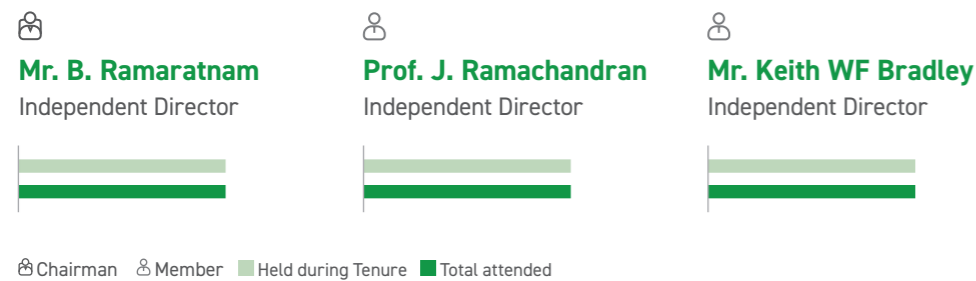 Mr. B. Ramaratnam
Independent Director
Prof. J. Ramachandran
Independent Director
Mr. Keith WF Bradley
Independent Director
Chairman Member Held during Tenure Total attended